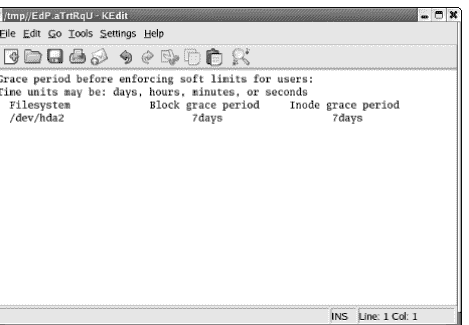 /tmp//EdP.aTrtRqU - KEdit
File Edit Go Tools Settings Help
Grace period before enforcing soft limits for users:
Time units may be: days, hours, minutes, or seconds
Filesystem Block grace period Inode grace period
/dev/hda2 7days 7days
INS Line: 1 Col: 1